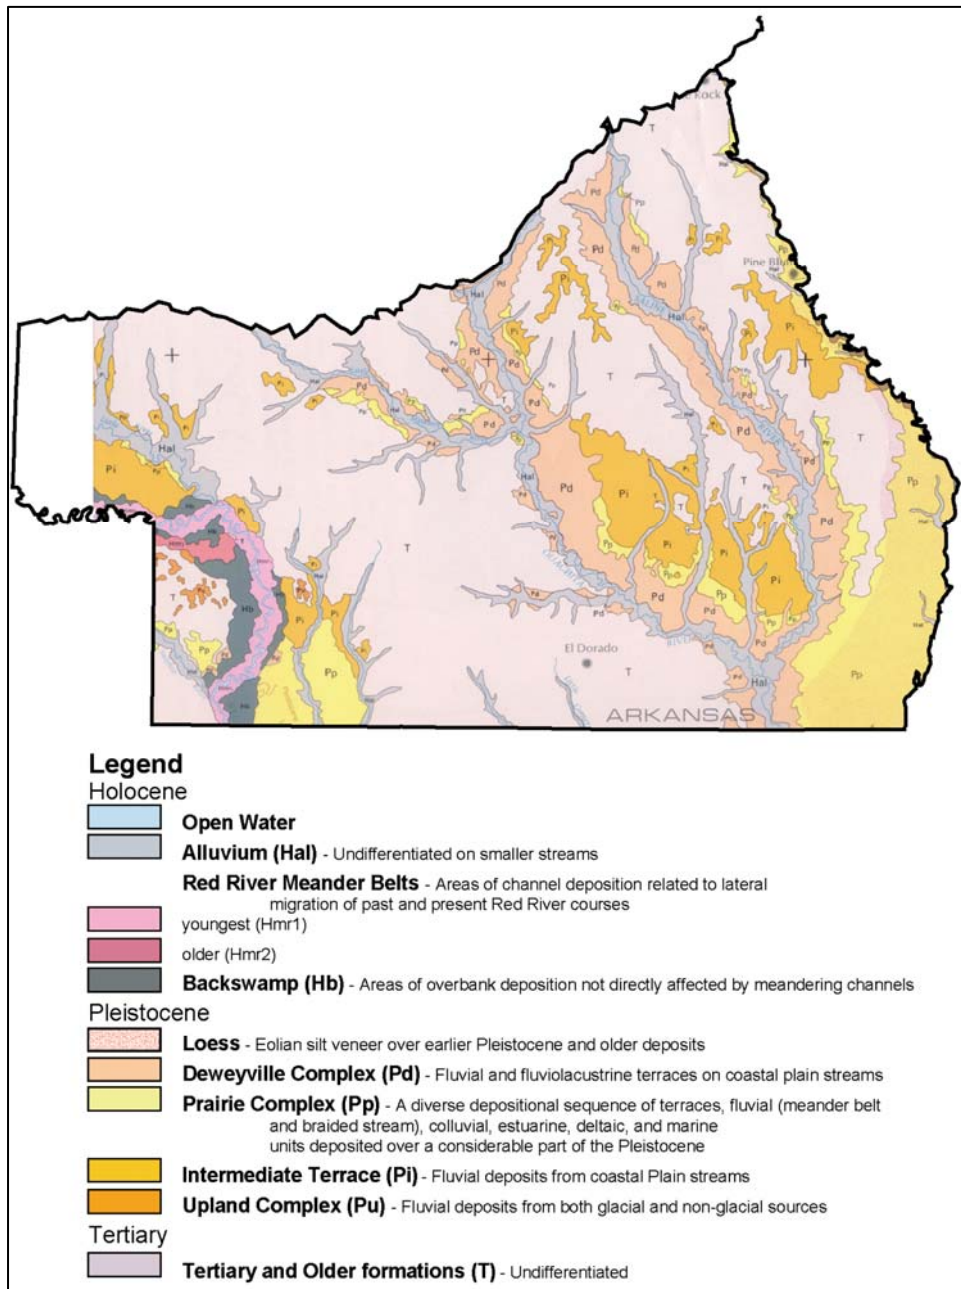 Rock
T
Hal
Pp
Pd
Pi
Pine Bluff
Hal
SALINE
Hal
RIVER
Pd
Pi
T
Hal
Pi
Pp
Hb
T
Hb
Pi
Pp
T
Pd
Pi
Pi
Pd
Pp
Pi
Pd
Pd
Pp
El Dorado
T
RIVER
Hal
Pp
ARKANSAS
Legend
Holocene
Open Water
Alluvium (Hal) - Undifferentiated on smaller streams
Red River Meander Belts - Areas of channel deposition related to lateral
migration of past and present Red River courses
youngest (Hmr1)
older (Hmr2)
Backswamp (Hb) - Areas of overbank deposition not directly affected by meandering channels
Pleistocene
Loess - Eolian silt veneer over earlier Pleistocene and older deposits
Deweyville Complex (Pd) - Fluvial and fluviolacustrine terraces on coastal plain streams
Prairie Complex (Pp) - A diverse depositional sequence of terraces, fluvial (meander belt
and braided stream), colluvial, estuarine, deltaic, and marine
units deposited over a considerable part of the Pleistocene
Intermediate Terrace (Pi) - Fluvial deposits from coastal Plain streams
Upland Complex (Pu) - Fluvial deposits from both glacial and non-glacial sources
Tertiary
Tertiary and Older formations (T) - Undifferentiated